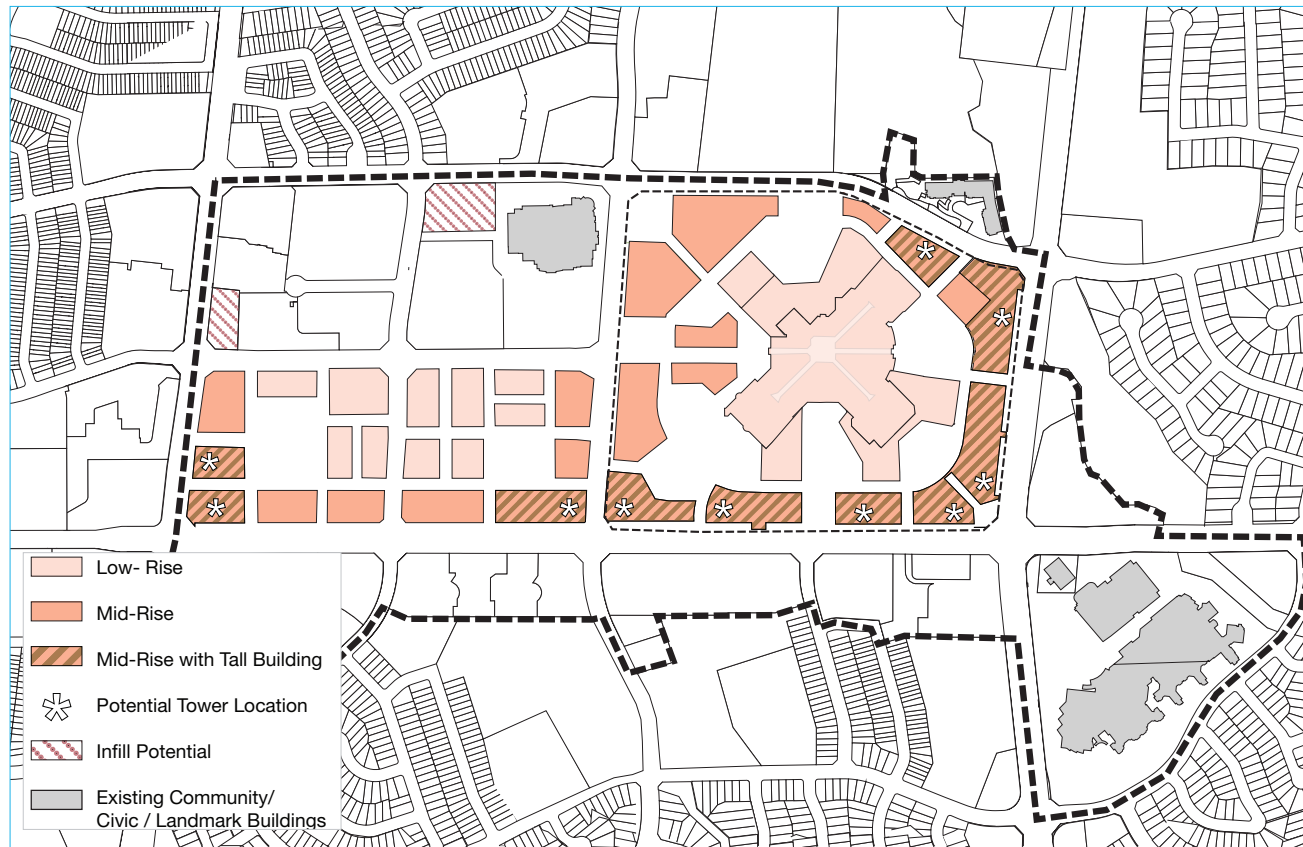 Low- Rise
Mid-Rise
Mid-Rise with Tall Building
Potential Tower Location
Infill Potential
Existing Community/
Civic / Landmark Buildings